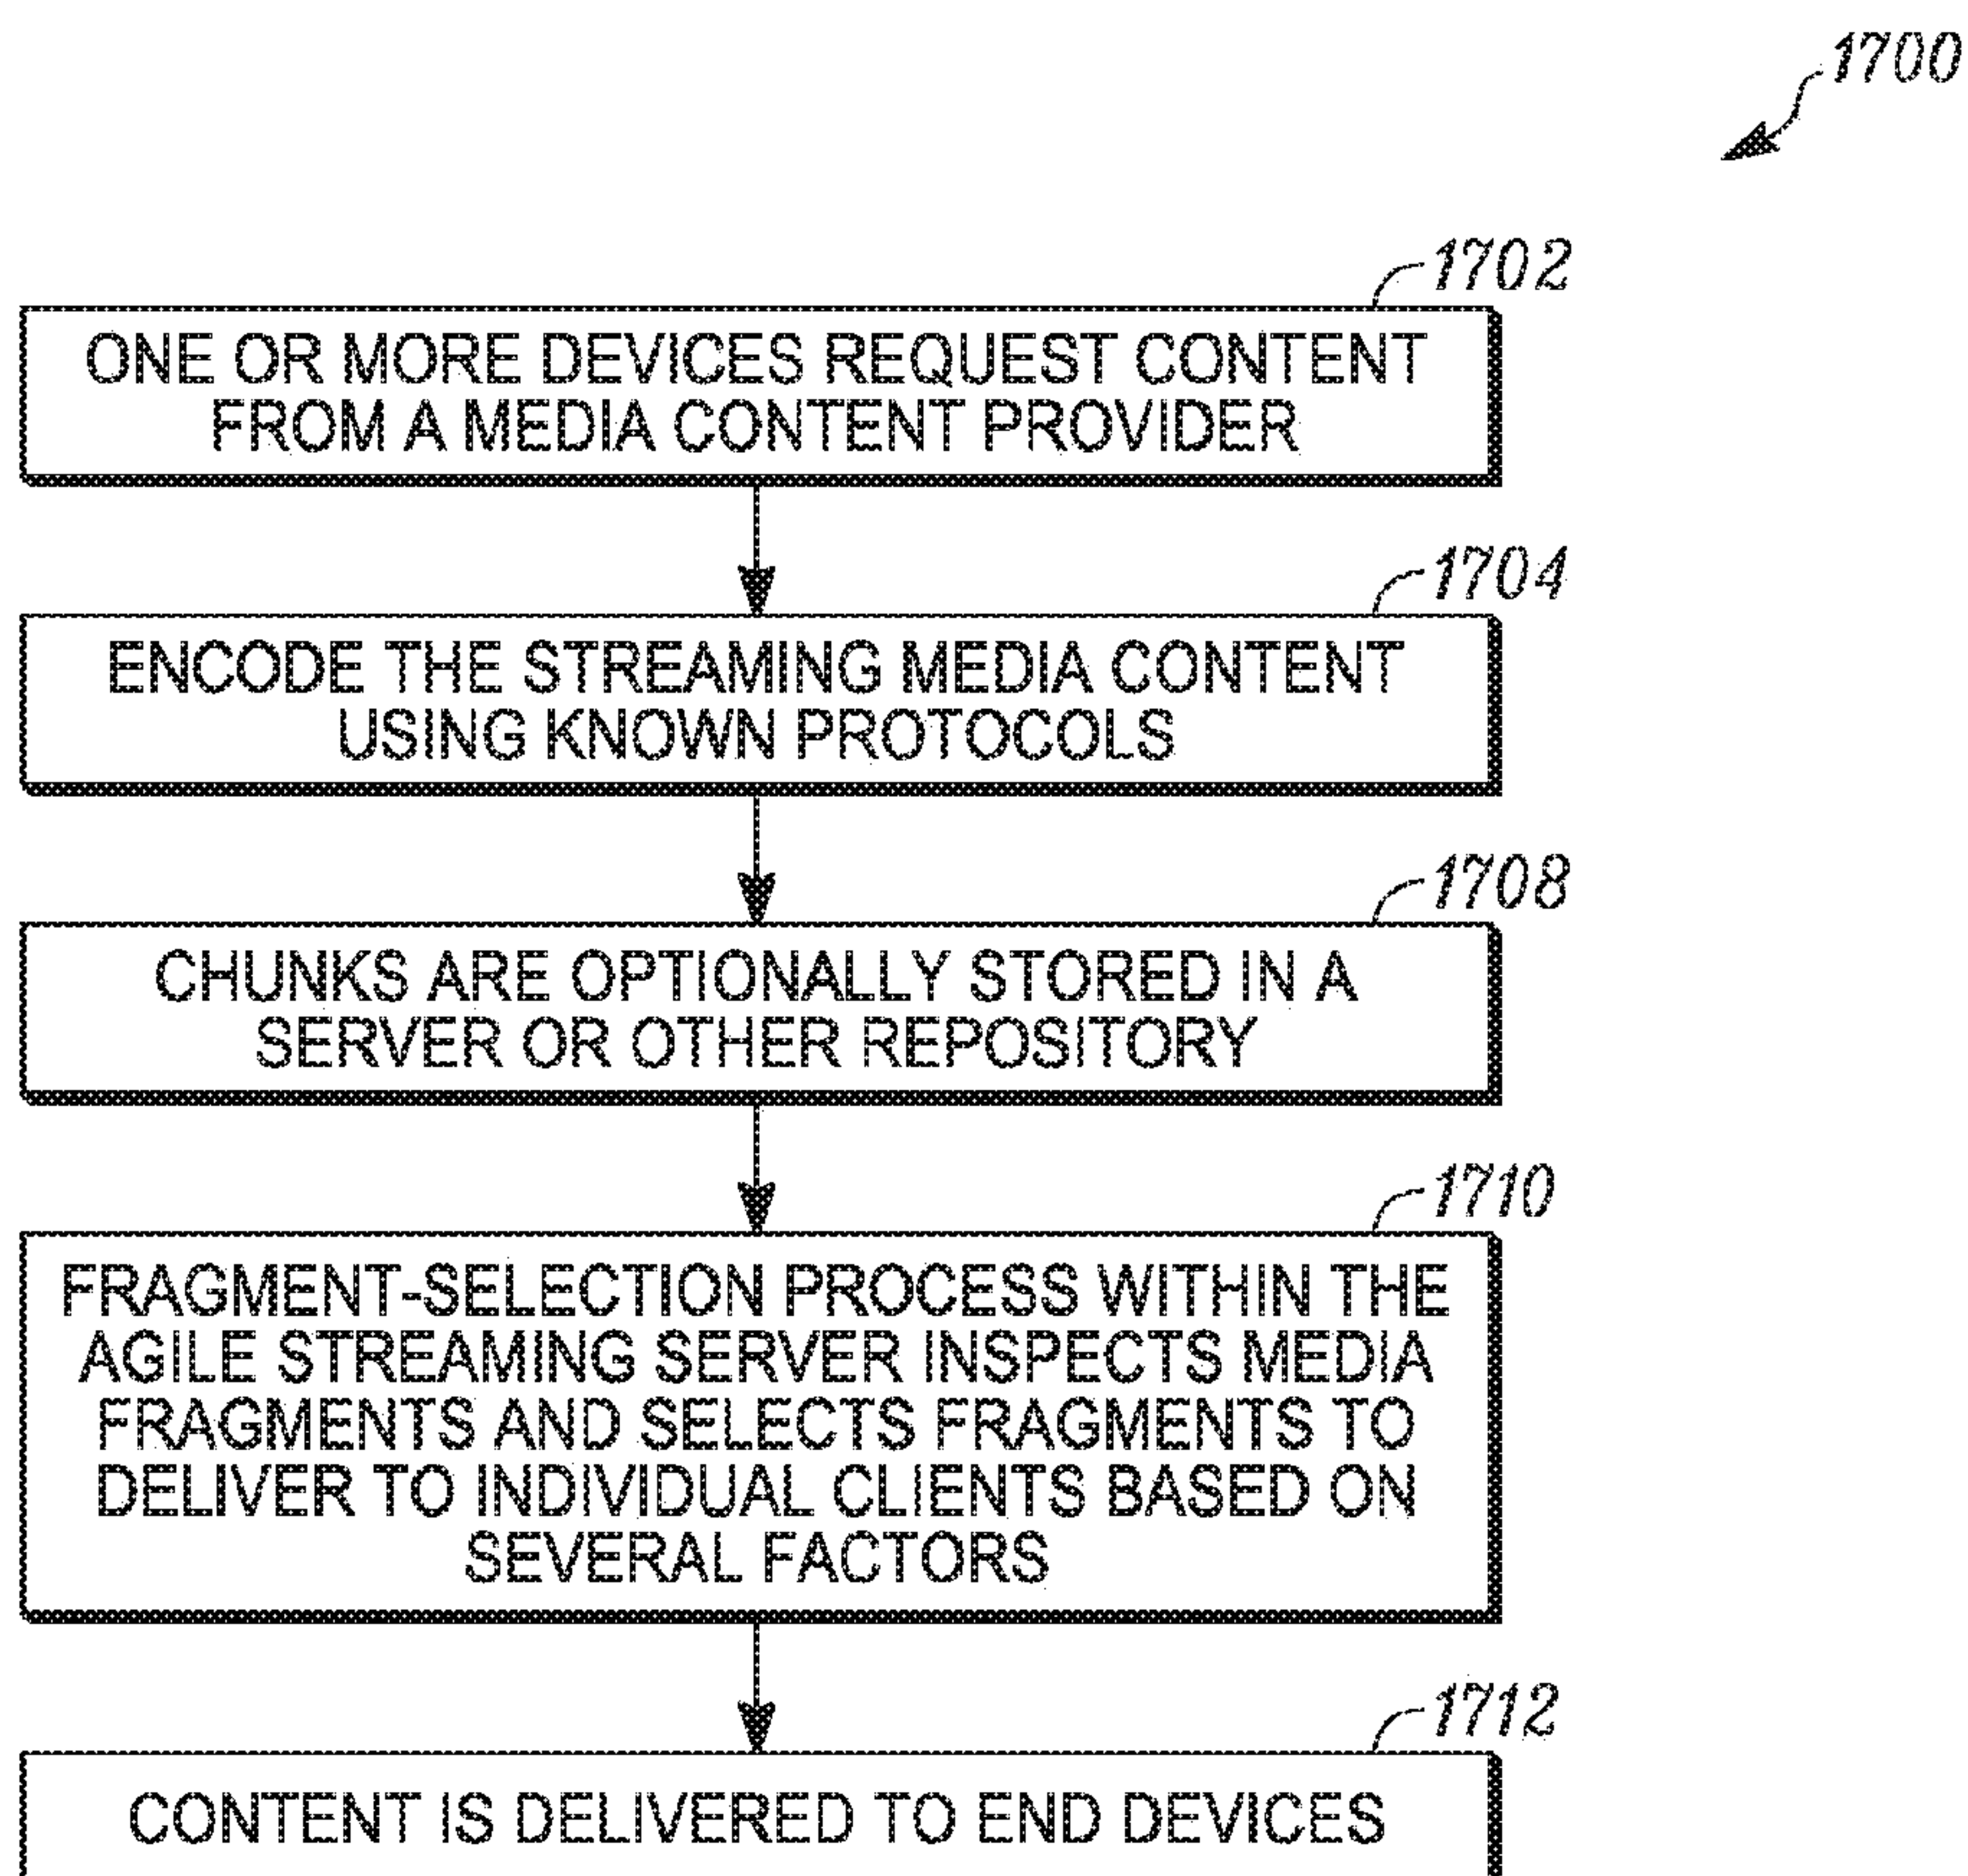 1700
1702
ONE OR MORE DEVICES REQUEST CONTENT
FROM A MEDIA CONTENT PROVIDER
1704
ENCODE THE STREAMING MEDIA CONTENT
USING KNOWN PROTOCOLS
1708
CHUNKS ARE OPTIONALLY STORED IN A
SERVER OR OTHER REPOSITORY
1710
FRAGMENT-SELECTION PROCESS WITHIN THE
AGILE STREAMING SERVER INSPECTS MEDIA
FRAGMENTS AND SELECTS FRAGMENTS TO
DELIVER TO INDIVIDUAL CLIENTS BASED ON
SEVERAL FACTORS
1712
CONTENT IS DELIVERED TO END DEVICES